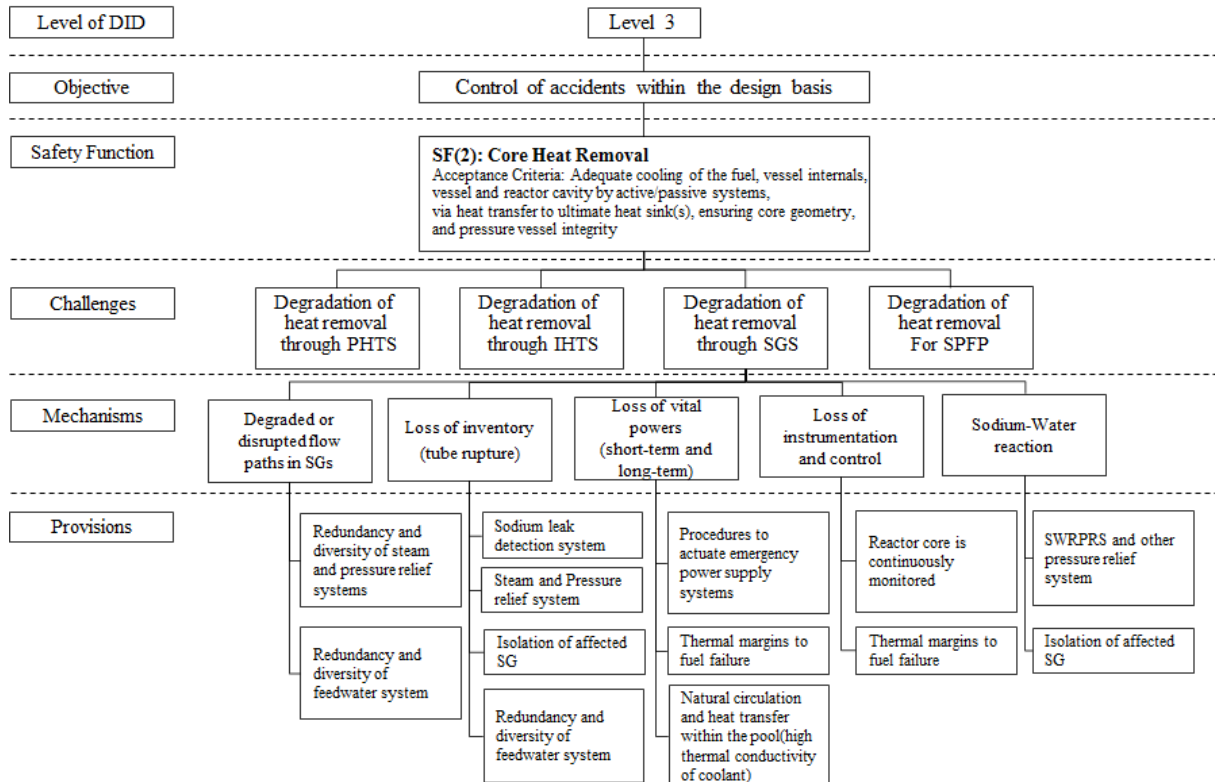 Level of DID
Level 3
Objective
Control of accidents within the design basis
Safety Function
SF(2): Core Heat Removal
Acceptance Criteria: Adequate cooling of the fuel, vessel internals,
vessel and reactor cavity by active/passive systems,
via heat transfer to ultimate heat sink(s), ensuring core geometry,
and pressure vessel integrity
Challenges
Degradation of
heat removal
through PHTS
Degradation of
heat removal
through IHTS
Degradation of
heat removal
through SGS
Degradation of
heat removal
For SPFP
Mechanisms
Degraded or
disrupted flow
paths in SGs
Loss of inventory
(tube rupture)
Loss of vital
powers
(short-term and
long-term)
Loss of
instrumentation
and control
Sodium-Water
reaction
Provisions
Redundancy and
diversity of steam
and pressure relief
systems
Redundancy and
diversity of
feedwater system
Sodium leak
detection system
Steam and Pressure
relief system
Isolation of affected
SG
Redundancy and
diversity of
feedwater system
Procedures to
actuate emergency
power supply
systems
Thermal margins to
fuel failure
Natural circulation
and heat transfer
within the pool(high
thermal conductivity
of coolant)
Reactor core is
continuously
monitored
Thermal margins to
fuel failure
SWRPRS and other
pressure relief
system
Isolation of affected
SG